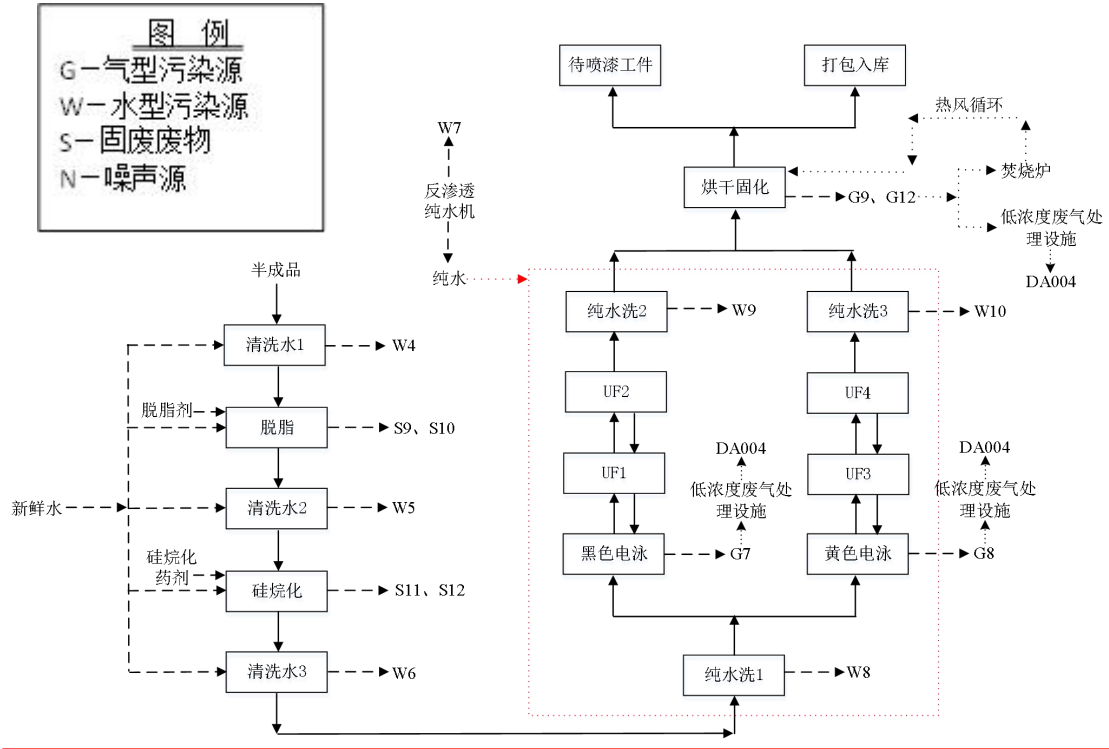 图 例
G－气型污染源
W－水型污染源
S－固废废物
N－噪声源
待喷漆工件
打包入库
热风循环
W7
反渗透
纯水机
纯水
烘干固化
G9、G12
焚烧炉
低浓度废气处
理设施
DA004
半成品
清洗水1
W4
脱脂剂
脱脂
S9、S10
新鲜水
清洗水2
W5
硅烷化
药剂
硅烷化
S11、S12
清洗水3
W6
纯水洗2
W9
纯水洗3
W10
UF2
UF4
UF1
UF3
DA004
低浓度废气处
理设施
DA004
低浓度废气处
理设施
黑色电泳
G7
黄色电泳
G8
纯水洗1
W8